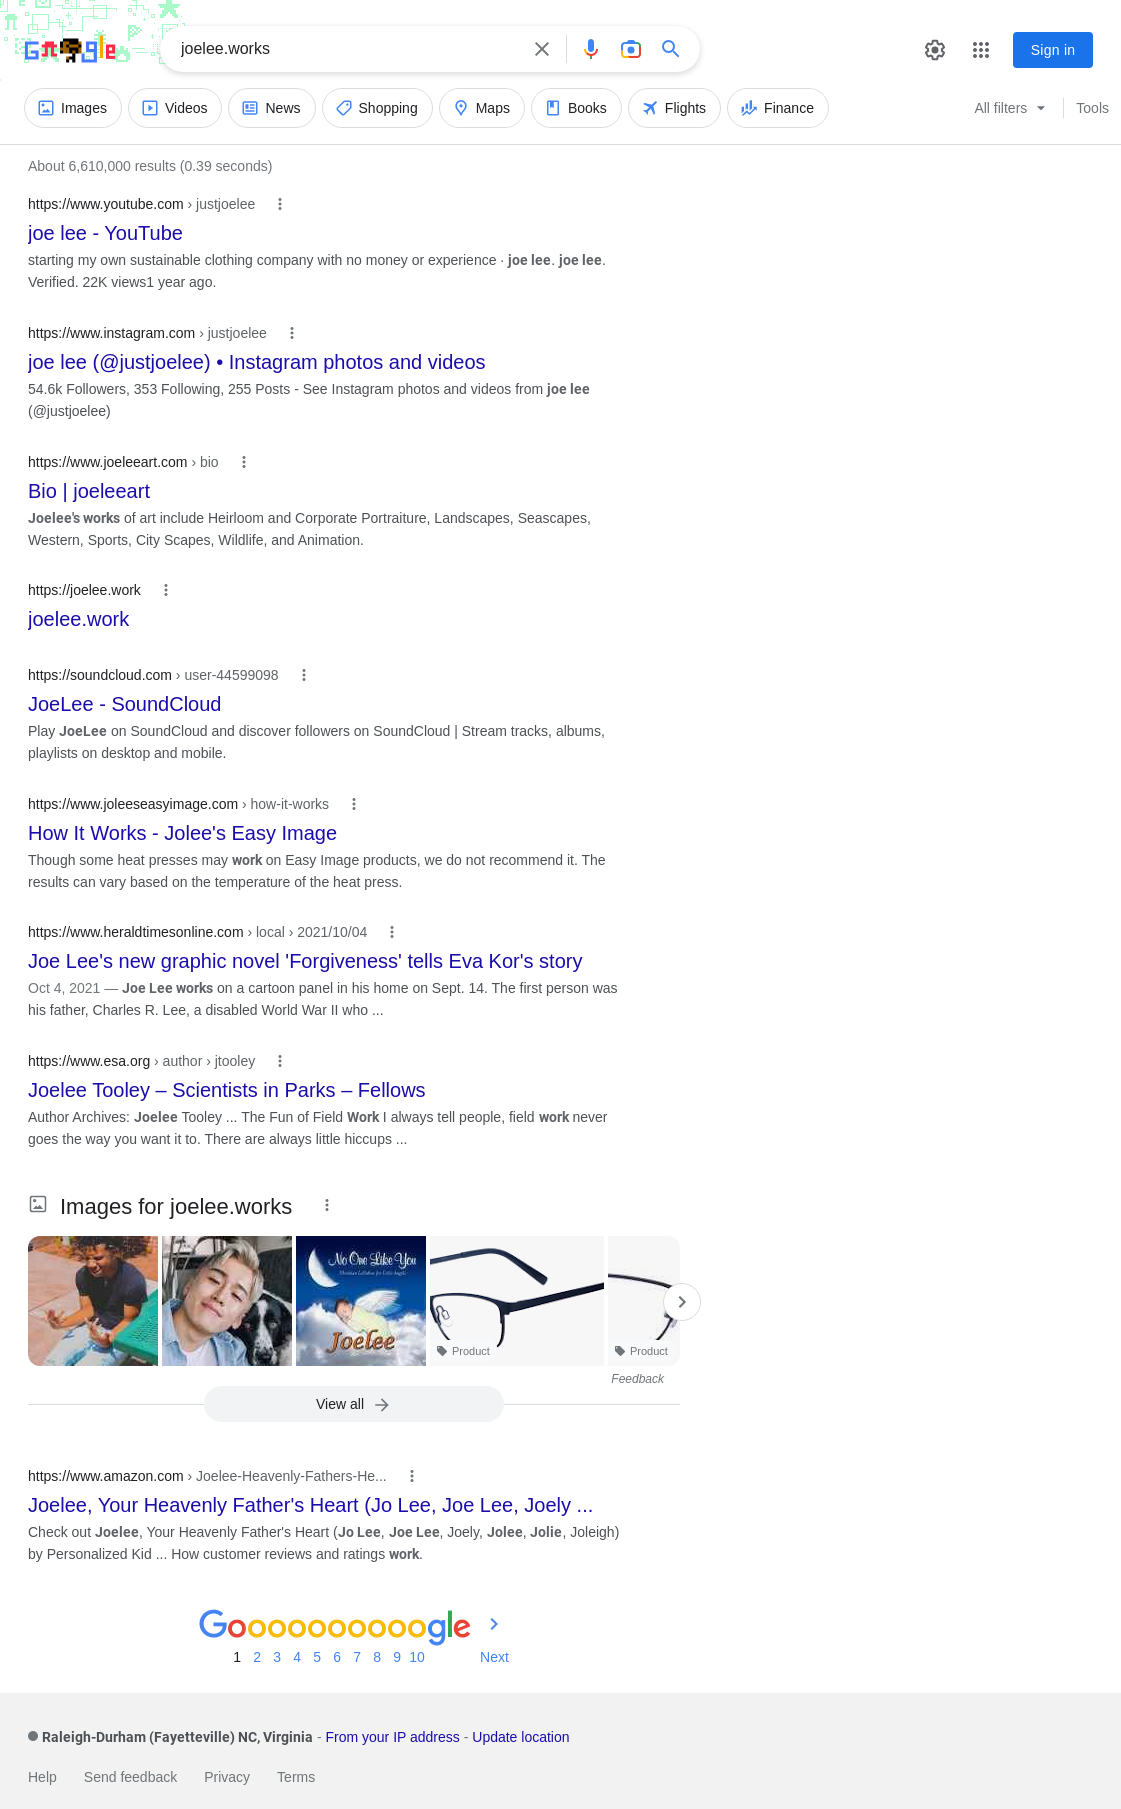 Google
joelee.works
Sign in
Images
Videos
News
Shopping
Maps
Books
Flights
Finance
All filters
Tools
About 6,610,000 results (0.39 seconds)
https://www.youtube.com › justjoelee
joe lee - YouTube
starting my own sustainable clothing company with no money or experience · joe lee. joe lee.
Verified. 22K views1 year ago.
https://www.instagram.com › justjoelee
joe lee (@justjoelee) • Instagram photos and videos
54.6k Followers, 353 Following, 255 Posts - See Instagram photos and videos from joe lee
(@justjoelee)
https://www.joeleeart.com › bio
Bio | joeleeart
Joelee's works of art include Heirloom and Corporate Portraiture, Landscapes, Seascapes,
Western, Sports, City Scapes, Wildlife, and Animation.
https://joelee.work
joelee.work
https://soundcloud.com › user-44599098
JoeLee - SoundCloud
Play JoeLee on SoundCloud and discover followers on SoundCloud | Stream tracks, albums,
playlists on desktop and mobile.
https://www.joleeseasyimage.com › how-it-works
How It Works - Jolee's Easy Image
Though some heat presses may work on Easy Image products, we do not recommend it. The
results can vary based on the temperature of the heat press.
https://www.heraldtimesonline.com › local › 2021/10/04
Joe Lee's new graphic novel 'Forgiveness' tells Eva Kor's story
Oct 4, 2021 — Joe Lee works on a cartoon panel in his home on Sept. 14. The first person was
his father, Charles R. Lee, a disabled World War II who ...
https://www.esa.org › author › jtooley
Joelee Tooley – Scientists in Parks – Fellows
Author Archives: Joelee Tooley ... The Fun of Field Work I always tell people, field work never
goes the way you want it to. There are always little hiccups ...
Images for joelee.works
No One Like You
Christian Lullabies for Little Angels
Joelee
Product
Product
Feedback
View all
https://www.amazon.com › Joelee-Heavenly-Fathers-He...
Joelee, Your Heavenly Father's Heart (Jo Lee, Joe Lee, Joely ...
Check out Joelee, Your Heavenly Father's Heart (Jo Lee, Joe Lee, Joely, Jolee, Jolie, Joleigh)
by Personalized Kid ... How customer reviews and ratings work.
Goooooooooogle
1 2 3 4 5 6 7 8 9 10 Next
Raleigh-Durham (Fayetteville) NC, Virginia - From your IP address - Update location
Help Send feedback Privacy Terms